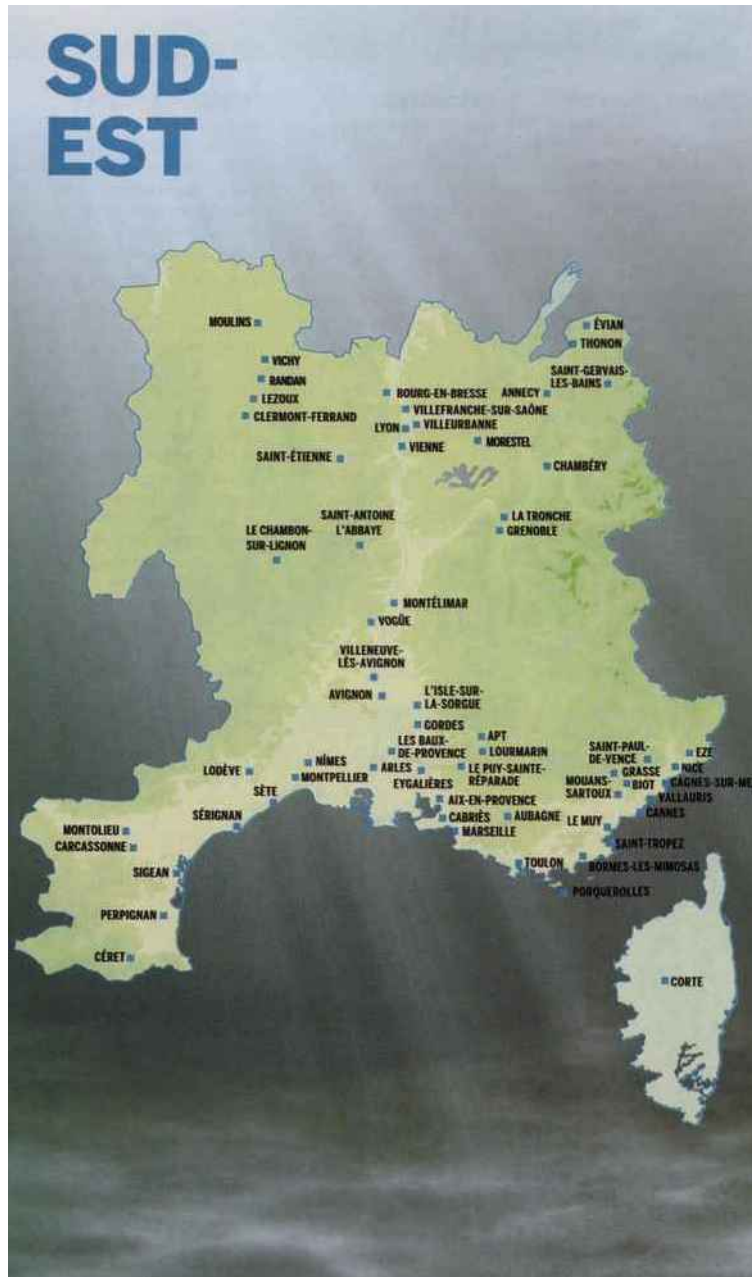 SUD-
EST
MOULINS
ÉVIAN
THONON
VICHY
SAINT-GERVAIS-
LES-BAINS
RANDAN
BOURG-EN-BRESSE
ANNECY
LEZOUX
VILLEFRANCHE-SUR-SAÔNE
CLERMONT-FERRAND
VILLEURBANNE
LYON
MORESTEL
VIENNE
SAINT-ÉTIENNE
CHAMBÉRY
SAINT-ANTOINE
L'ABBAYE
LA TRONCHE
LE CHAMBON-
SUR-LIGNON
GRENOBLE
MONTÉLIMAR
VOGÜE
VILLENEUVE-
LÈS-AVIGNON
AVIGNON
L'ISLE-SUR-
LA-SORGUE
GORDES
APT
LES BAUX-
DE-PROVENCE
LOURMARIN
SAINT-PAUL-
DE-VENCE
EZE
NÎMES
ARLES
LE PUY-SAINTE-
RÉPARADE
GRASSE
NICE
LODÈVE
MONTPELLIER
EYGALIÈRES
MOUANS-
SARTOUX
BIOT
CAGNES-SUR-ME
SÈTE
AIX-EN-PROVENCE
VALLAURIS
SÉRIGNAN
CABRIÈS
AUBAGNE
LE MUY
CANNES
MONTOLIEU
MARSEILLE
CARCASSONNE
SAINT-TROPEZ
SIGEAN
TOULON
BORMES-LES-MIMOSAS
PORQUEROLLES
PERPIGNAN
CÉRET
CORTE